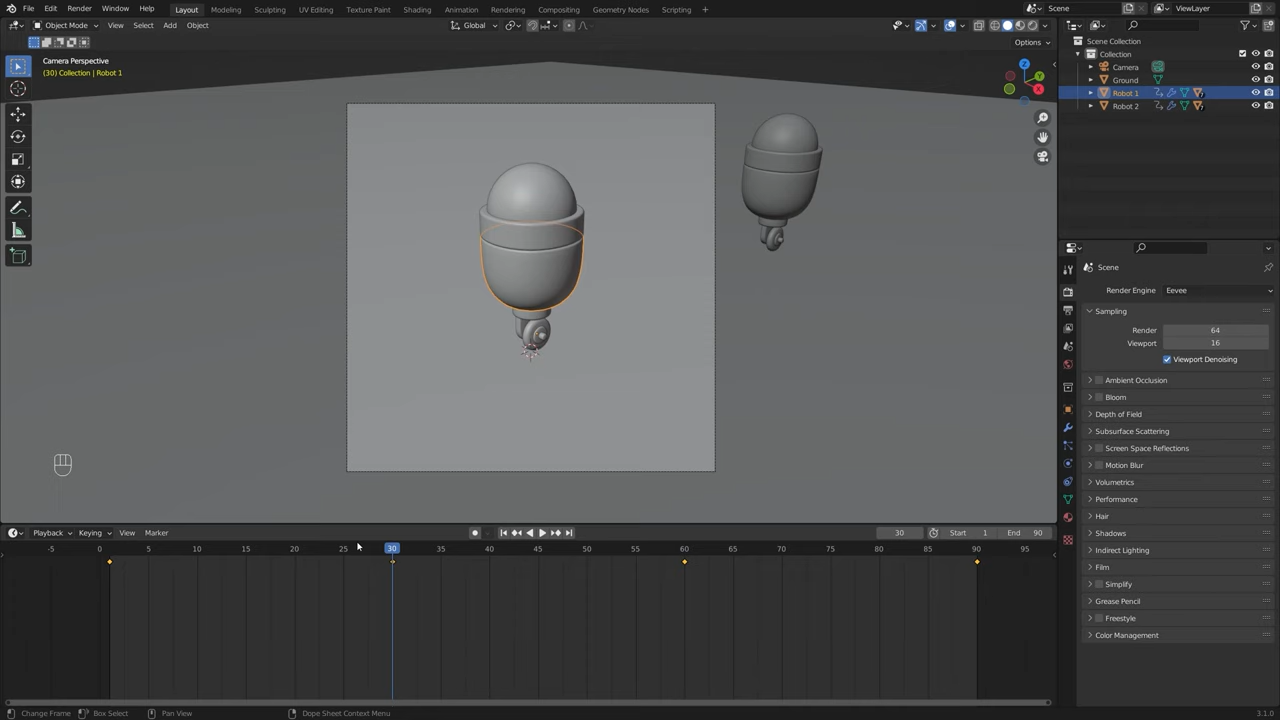 File Edit Render Window Help Layout Modeling Sculpting UV Editing Texture Paint Shading Animation Rendering Compositing Geometry Nodes Scripting Scene ViewLayer
Object Mode View Select Add Object Global
Options
Camera Perspective
(30) Collection | Robot 1
Z
Y
X
Scene Collection
Collection
Camera
Ground
Robot 1
Robot 2
Scene
Render Engine Eevee
Sampling
Render 64
Viewport 16
Viewport Denoising
Ambient Occlusion
Bloom
Depth of Field
Subsurface Scattering
Screen Space Reflections
Motion Blur
Volumetrics
Performance
Hair
Shadows
Indirect Lighting
Film
Simplify
Grease Pencil
Freestyle
Color Management
Playback Keying View Marker 30 Start 1 End 90
-5 0 5 10 15 20 25 30 35 40 45 50 55 60 65 70 75 80 85 90 95
Change Frame Box Select Pan View Dope Sheet Context Menu 3.1.0